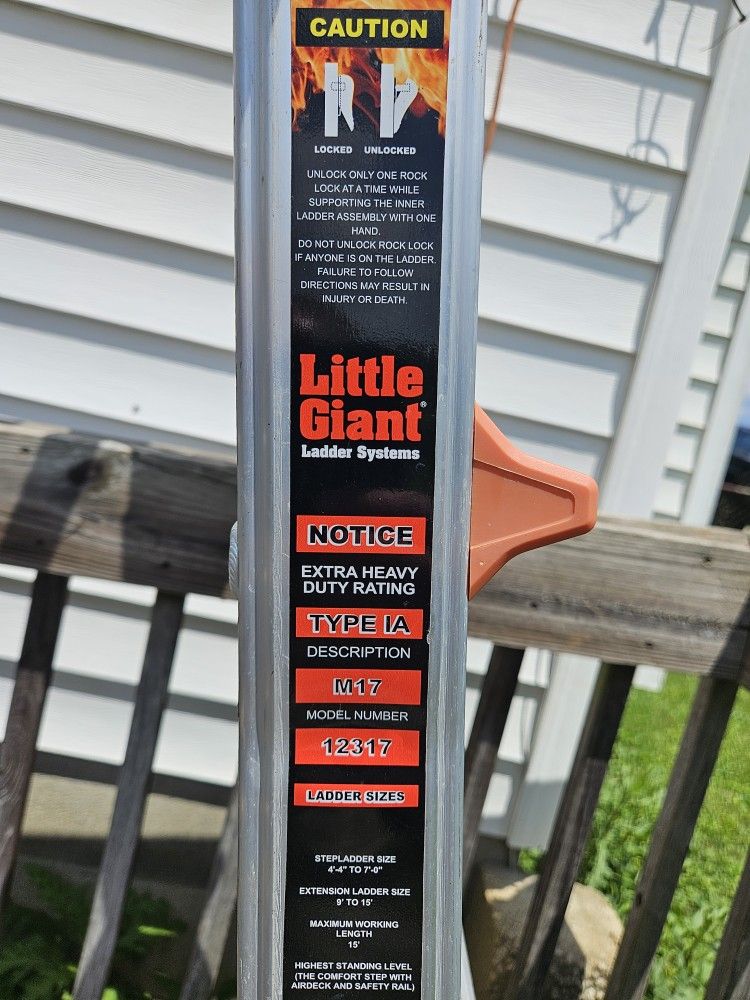 CAUTION
LOCKED UNLOCKED
UNLOCK ONLY ONE ROCK
LOCK AT A TIME WHILE
SUPPORTING THE INNER
LADDER ASSEMBLY WITH ONE
HAND.
DO NOT UNLOCK ROCK LOCK
IF ANYONE IS ON THE LADDER.
FAILURE TO FOLLOW
DIRECTIONS MAY RESULT IN
INJURY OR DEATH.
Little
Giant®
Ladder Systems
NOTICE
EXTRA HEAVY
DUTY RATING
TYPE IA
DESCRIPTION
M17
MODEL NUMBER
12317
LADDER SIZES
STEPLADDER SIZE
4'-4" TO 7'-0"
EXTENSION LADDER SIZE
9' TO 15'
MAXIMUM WORKING
LENGTH
15'
HIGHEST STANDING LEVEL
(THE COMFORT STEP WITH
AIRDECK AND SAFETY RAIL)